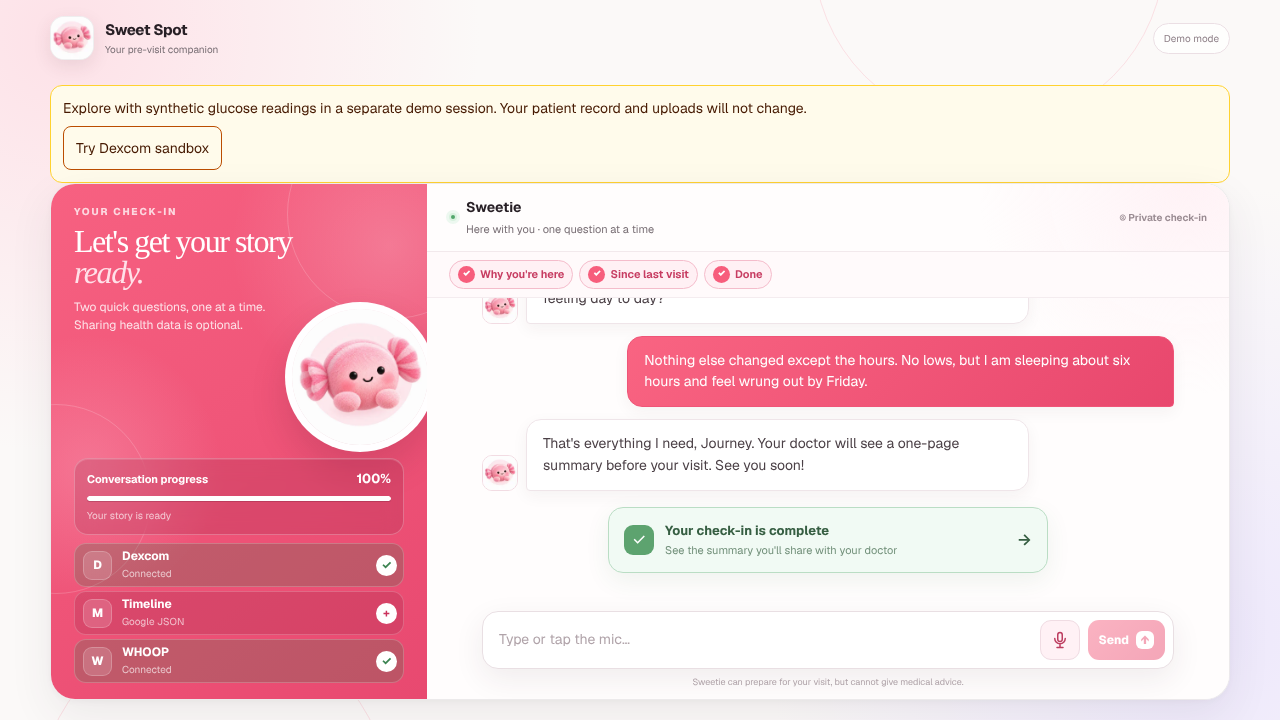 Sweet Spot
Your pre-visit companion
Demo mode
Explore with synthetic glucose readings in a separate demo session. Your patient record and uploads will not change.
Try Dexcom sandbox
YOUR CHECK-IN
Let's get your story
ready.
Two quick questions, one at a time.
Sharing health data is optional.
Conversation progress
100%
Your story is ready
D
Dexcom
Connected
M
Timeline
Google JSON
W
WHOOP
Connected
Sweetie
Here with you · one question at a time
Private check-in
Why you're here
Since last visit
Done
feeling day to day?
Nothing else changed except the hours. No lows, but I am sleeping about six
hours and feel wrung out by Friday.
That's everything I need, Journey. Your doctor will see a one-page
summary before your visit. See you soon!
Your check-in is complete
See the summary you'll share with your doctor
Type or tap the mic...
Send
Sweetie can prepare for your visit, but cannot give medical advice.